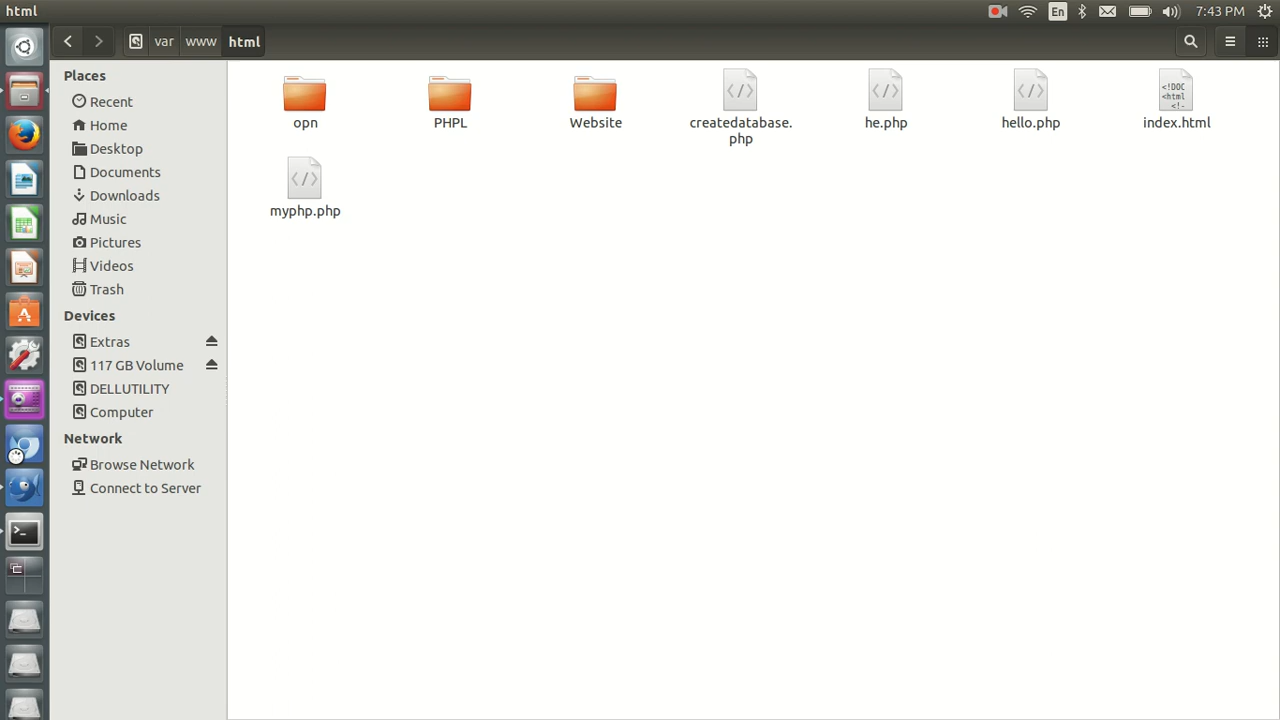 html
En
7:43 PM
var www html
Places
Recent
Home
Desktop
Documents
Downloads
Music
Pictures
Videos
Trash
Devices
Extras
117 GB Volume
DELLUTILITY
Computer
Network
Browse Network
Connect to Server
opn
PHPL
Website
createdatabase.
php
he.php
hello.php
<!DOC
<html
<!-
index.html
myphp.php